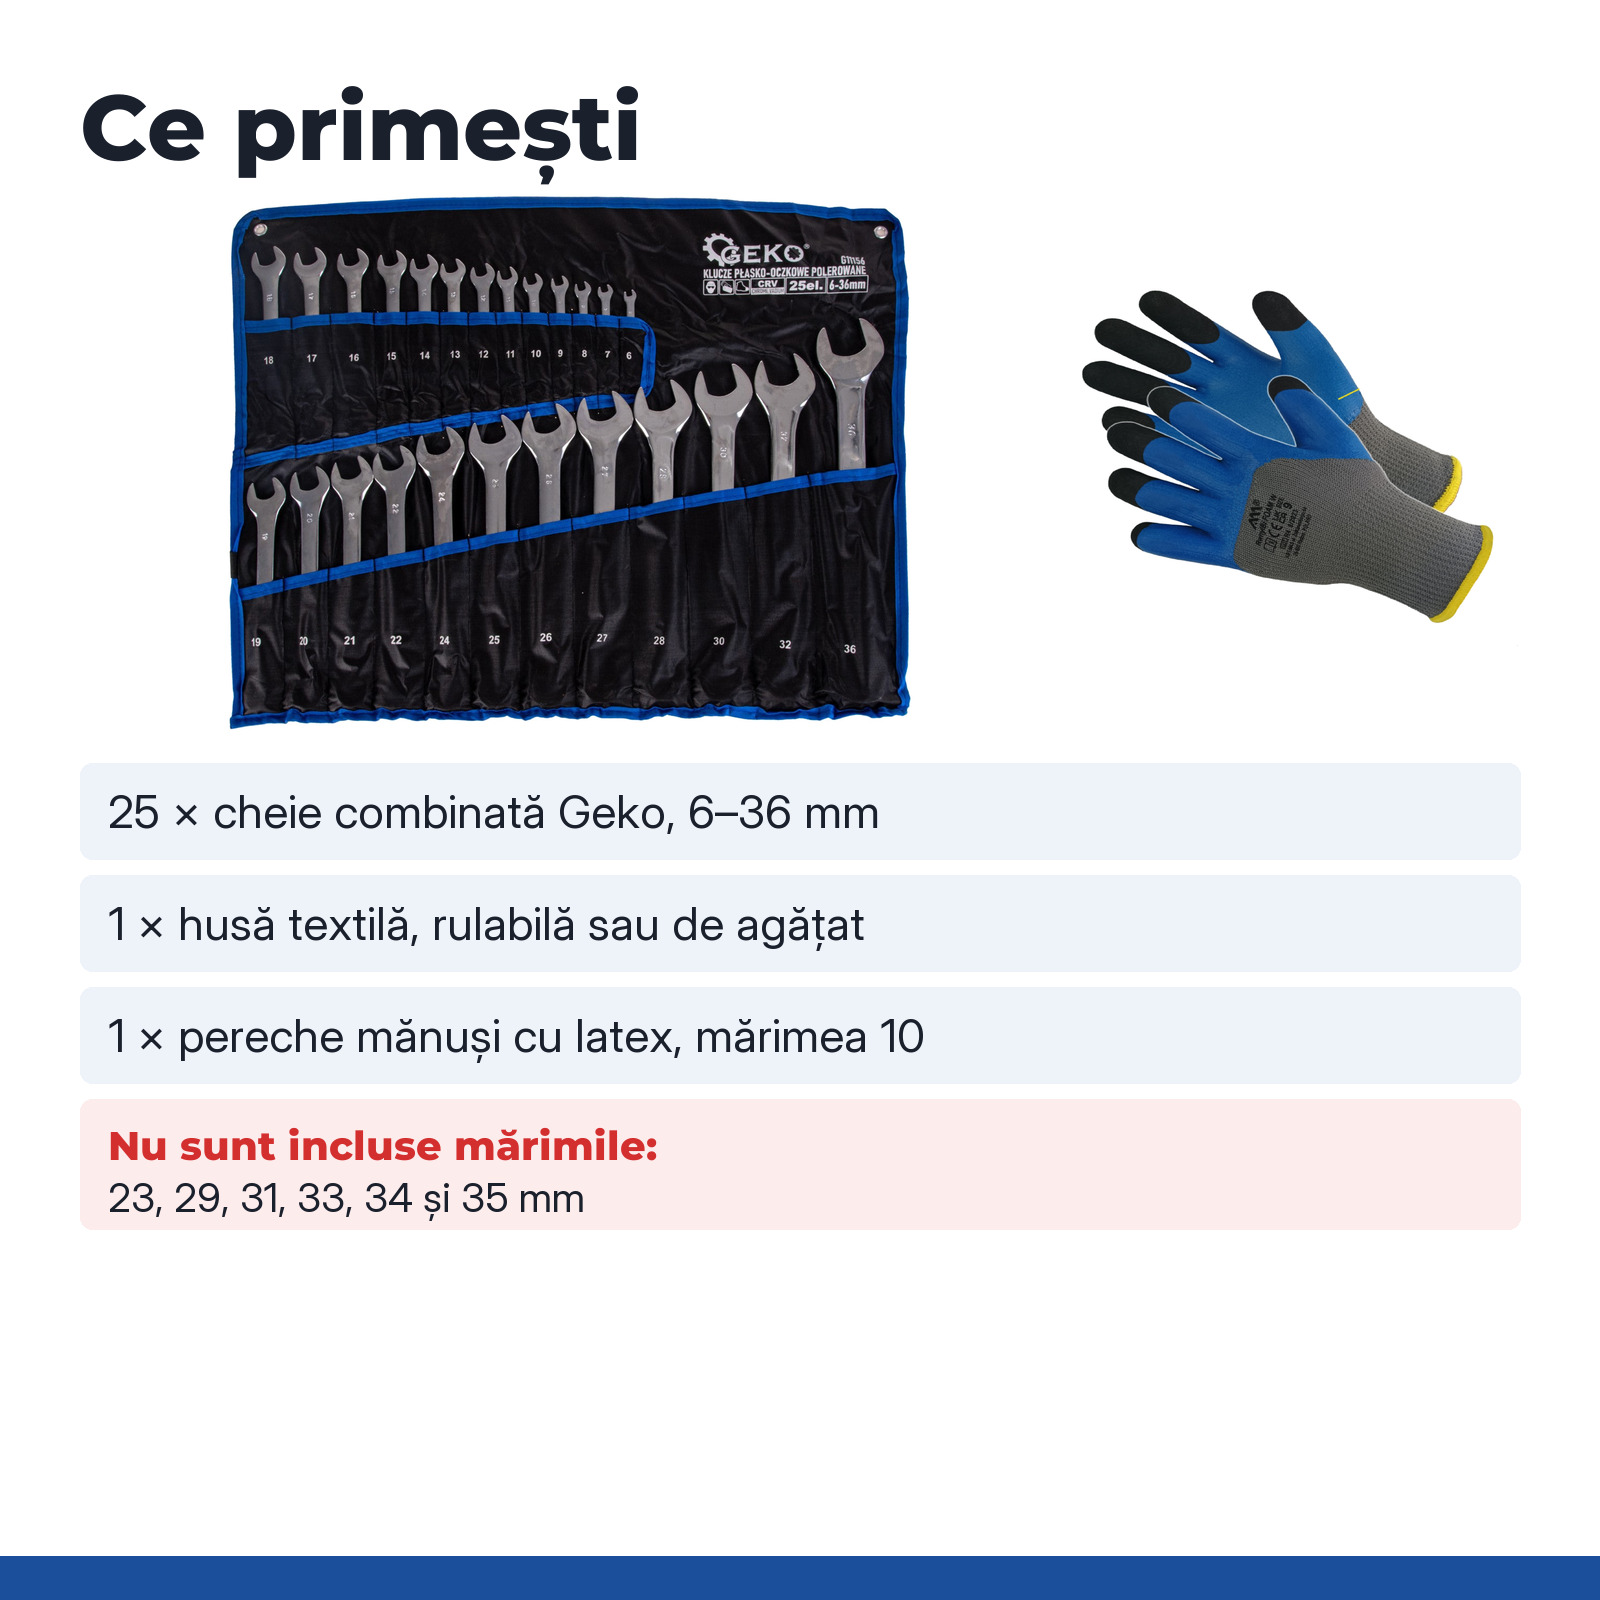 Ce primești
GEKO®
G11156
KLUCZE PŁASKO-OCZKOWE POLEROWANE
CRV
25el.
6-36mm
18 17 16 15 14 13 12 11 10 9 8 7 6
19 20 21 22 24 25 26 27 28 30 32 36
25 × cheie combinată Geko, 6–36 mm
1 × husă textilă, rulabilă sau de agățat
1 × pereche mănuși cu latex, mărimea 10
Nu sunt incluse mărimile:
23, 29, 31, 33, 34 și 35 mm